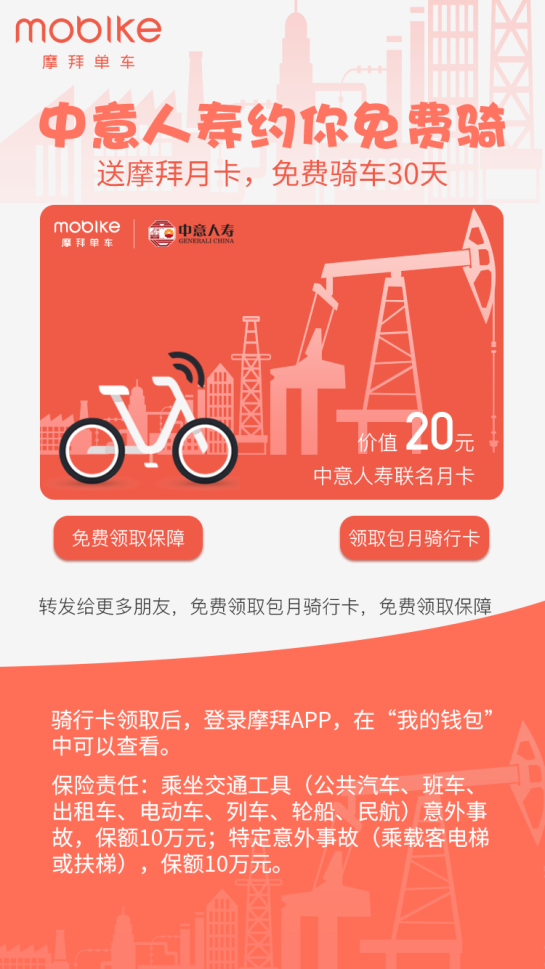 mobike
摩拜单车
中意人寿约你免费骑
送摩拜月卡，免费骑车30天
mobike
摩拜单车
中意人寿
GENERALI CHINA
价值 20元
中意人寿联名月卡
免费领取保障
领取包月骑行卡
转发给更多朋友，免费领取包月骑行卡，免费领取保障
骑行卡领取后，登录摩拜APP，在“我的钱包”
中可以查看。
保险责任：乘坐交通工具（公共汽车、班车、
出租车、电动车、列车、轮船、民航）意外事
故，保额10万元；特定意外事故（乘载客电梯
或扶梯），保额10万元。